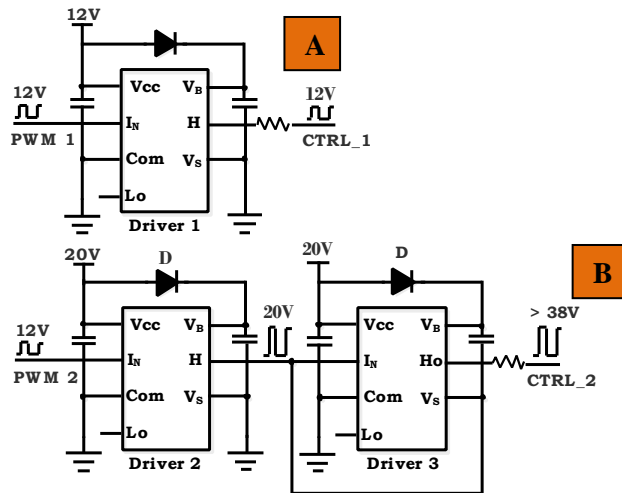 12V
A
12V
PWM 1
Vcc
VB
12V
IN
H
CTRL_1
Com
VS
Lo
Driver 1
20V
D
20V
D
B
20V
> 38V
12V
PWM 2
Vcc
VB
IN
H
Com
VS
Lo
Driver 2
Vcc
VB
IN
Ho
CTRL_2
Com
VS
Lo
Driver 3